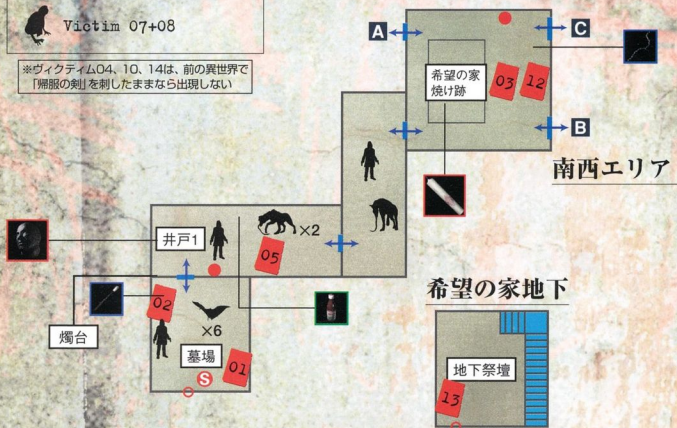 Victim 07+08
※ヴィクティム04、10、14は、前の異世界で
「帰服の剣」を刺したままなら出現しない
A
C
希望の家
焼け跡
03
12
B
南西エリア
井戸1
×2
05
希望の家地下
02
×6
燭台
墓場
01
S
地下祭壇
13